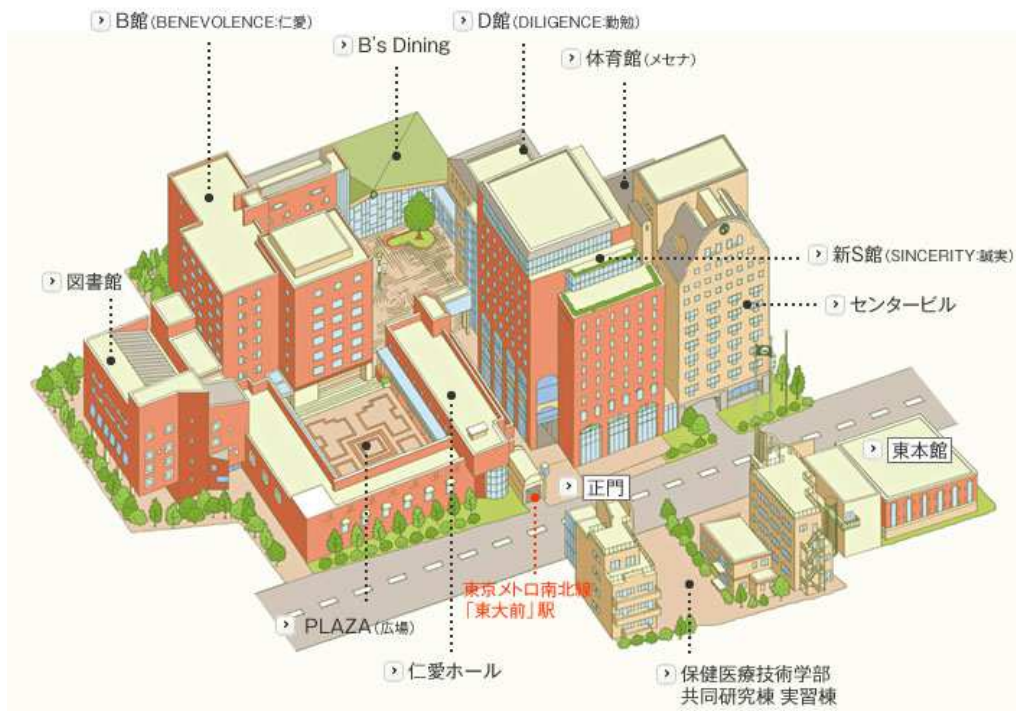 B館(BENEVOLENCE:仁愛)
D館(DILIGENCE:勤勉)
B's Dining
体育館(メセナ)
新S館(SINCERITY:誠実)
図書館
センタービル
東本館
正門
東京メトロ南北線
「東大前」駅
PLAZA(広場)
仁愛ホール
保健医療技術学部
共同研究棟 実習棟